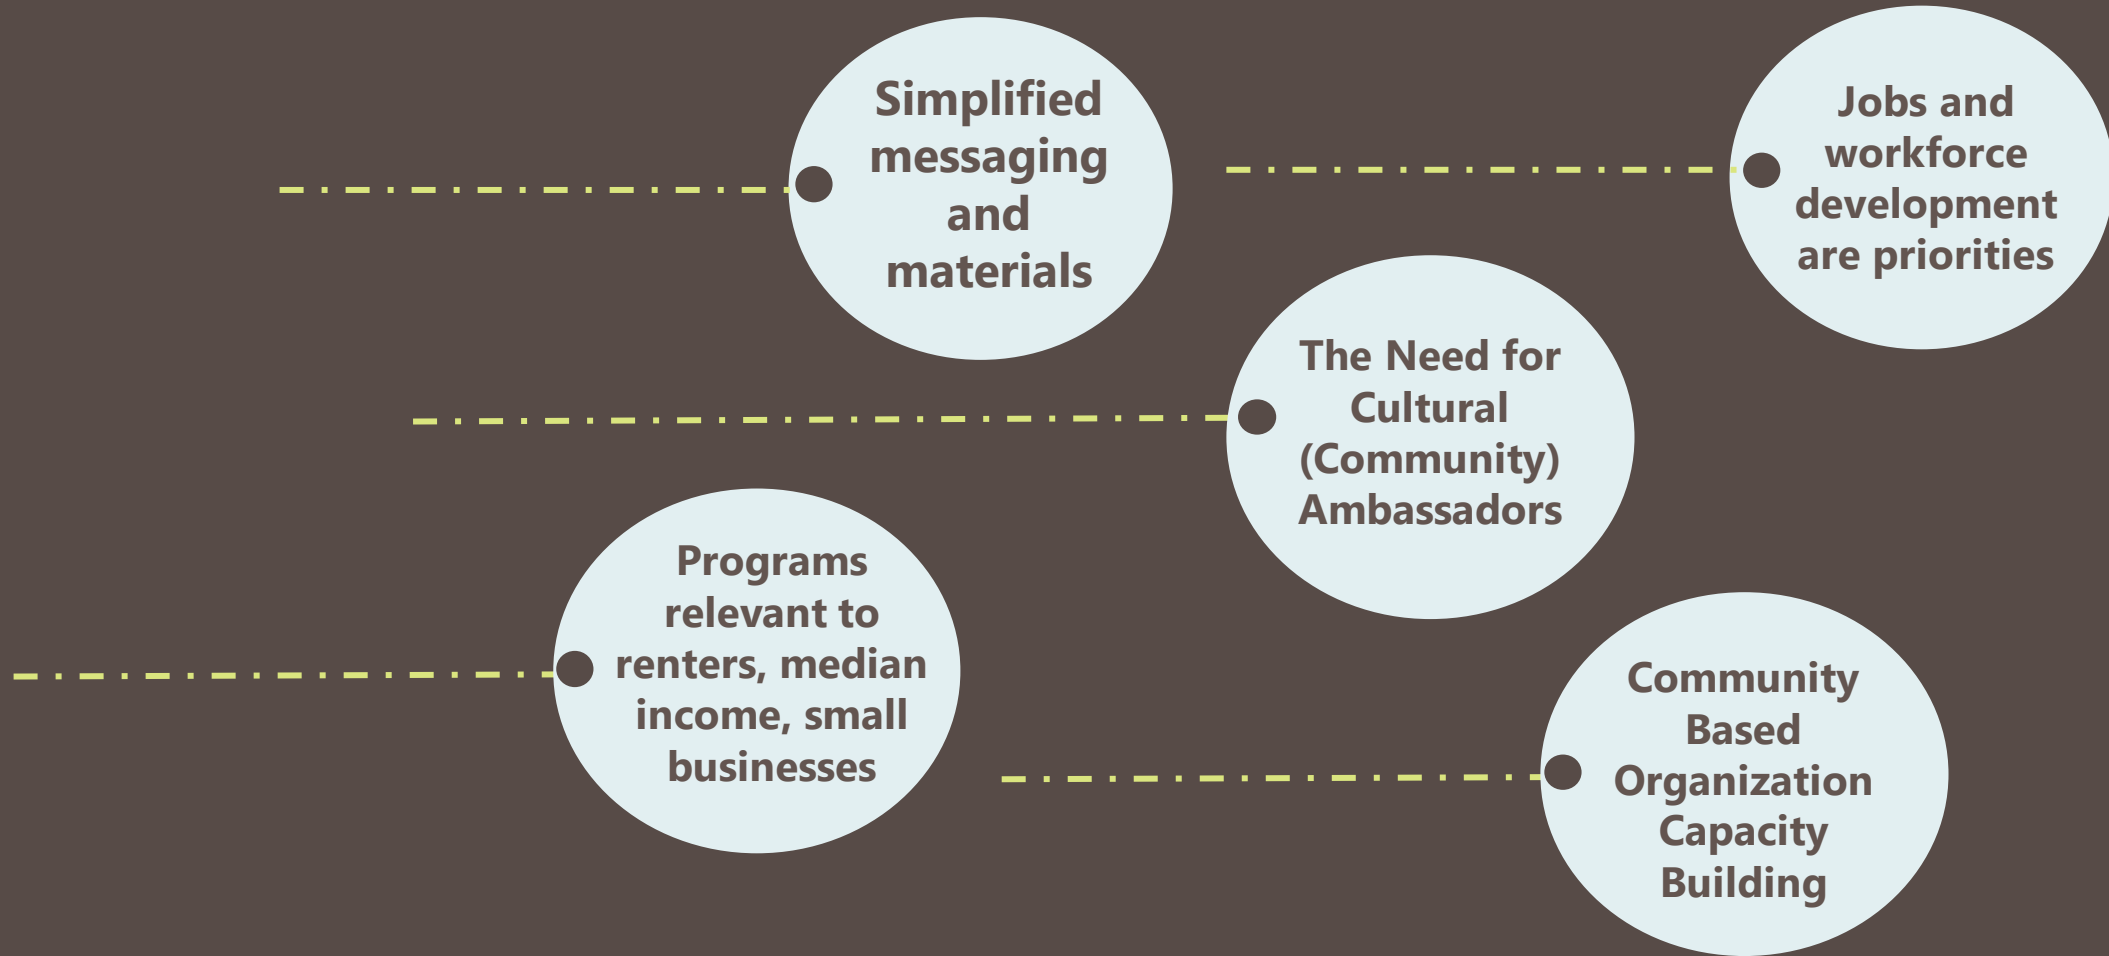 Simplified
messaging
and
materials
Jobs and
workforce
development
are priorities
The Need for
Cultural
(Community)
Ambassadors
Programs
relevant to
renters, median
income, small
businesses
Community
Based
Organization
Capacity
Building